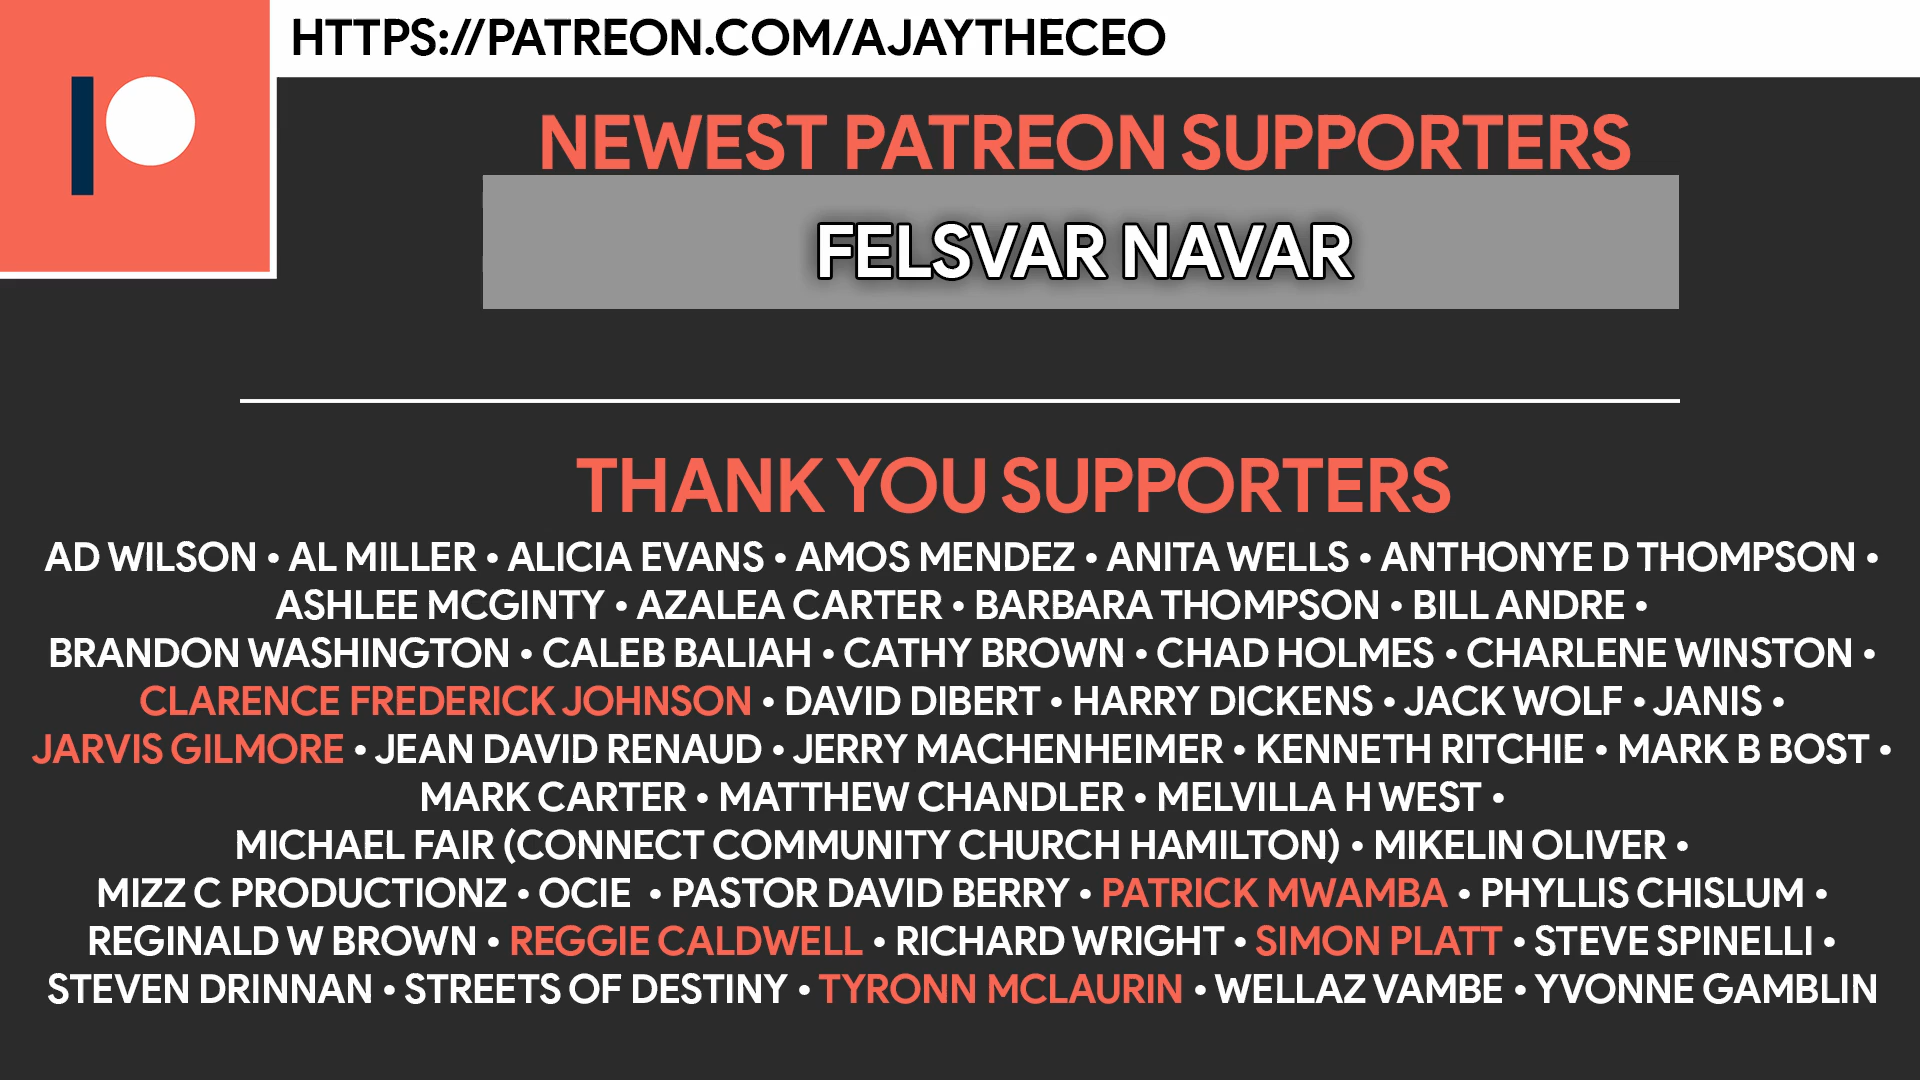 HTTPS://PATREON.COM/AJAYTHECEO
NEWEST PATREON SUPPORTERS
FELSVAR NAVAR
THANK YOU SUPPORTERS
AD WILSON • AL MILLER • ALICIA EVANS • AMOS MENDEZ • ANITA WELLS • ANTHONYE D THOMPSON •
ASHLEE MCGINTY • AZALEA CARTER • BARBARA THOMPSON • BILL ANDRE •
BRANDON WASHINGTON • CALEB BALIAH • CATHY BROWN • CHAD HOLMES • CHARLENE WINSTON •
CLARENCE FREDERICK JOHNSON • DAVID DIBERT • HARRY DICKENS • JACK WOLF • JANIS •
JARVIS GILMORE • JEAN DAVID RENAUD • JERRY MACHENHEIMER • KENNETH RITCHIE • MARK B BOST •
MARK CARTER • MATTHEW CHANDLER • MELVILLA H WEST •
MICHAEL FAIR (CONNECT COMMUNITY CHURCH HAMILTON) • MIKELIN OLIVER •
MIZZ C PRODUCTIONZ • OCIE • PASTOR DAVID BERRY • PATRICK MWAMBA • PHYLLIS CHISLUM •
REGINALD W BROWN • REGGIE CALDWELL • RICHARD WRIGHT • SIMON PLATT • STEVE SPINELLI •
STEVEN DRINNAN • STREETS OF DESTINY • TYRONN MCLAURIN • WELLAZ VAMBE • YVONNE GAMBLIN